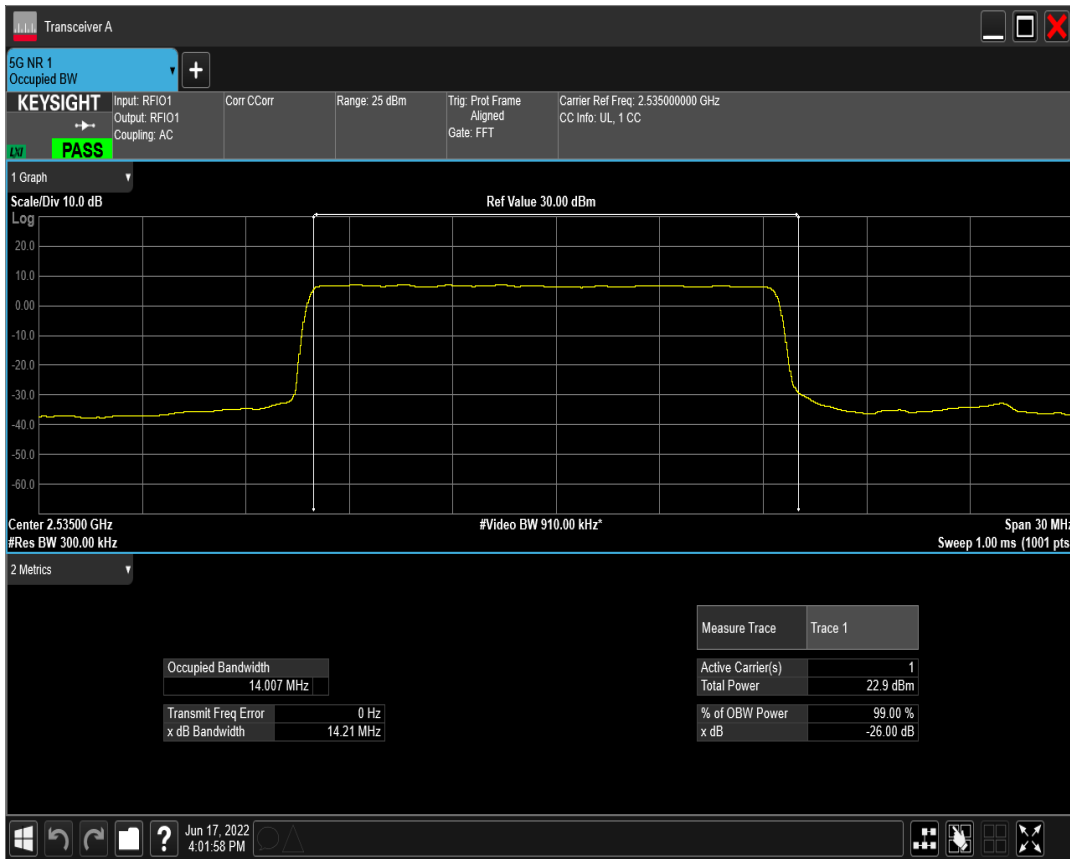 Transceiver A
5G NR 1
Occupied BW
KEYSIGHT
LXI
PASS
Input: RFIO1
Output: RFIO1
Coupling: AC
Corr CCorr
Range: 25 dBm
Trig: Prot Frame
Aligned
Gate: FFT
Carrier Ref Freq: 2.535000000 GHz
CC Info: UL, 1 CC
1 Graph
Scale/Div 10.0 dB
Ref Value 30.00 dBm
Log
20.0
10.0
0.00
-10.0
-20.0
-30.0
-40.0
-50.0
-60.0
Center 2.53500 GHz
#Video BW 910.00 kHz*
Span 30 MHz
#Res BW 300.00 kHz
Sweep 1.00 ms (1001 pts
2 Metrics
Measure Trace Trace 1
Occupied Bandwidth
14.007 MHz
Active Carrier(s) 1
Total Power 22.9 dBm
Transmit Freq Error 0 Hz
x dB Bandwidth 14.21 MHz
% of OBW Power 99.00 %
x dB -26.00 dB
?
Jun 17, 2022
4:01:58 PM